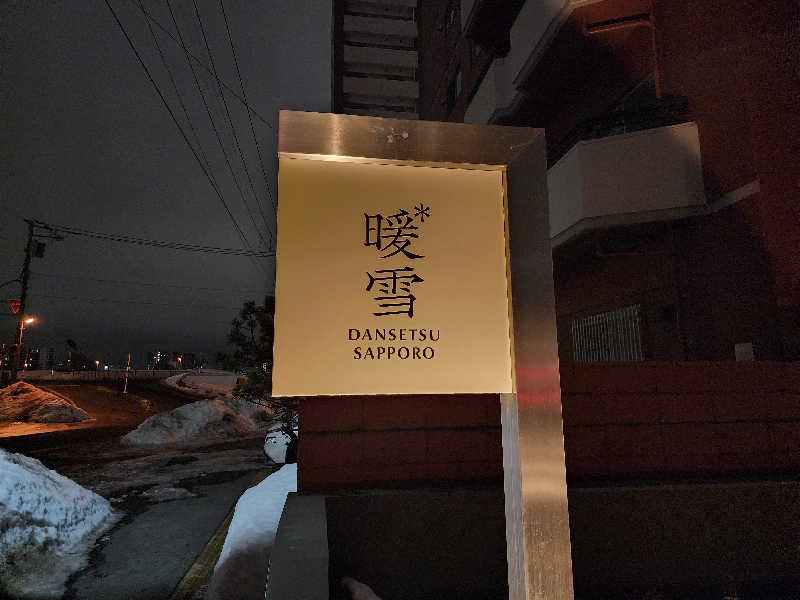 暖*
雪
DANSETSU
SAPPORO